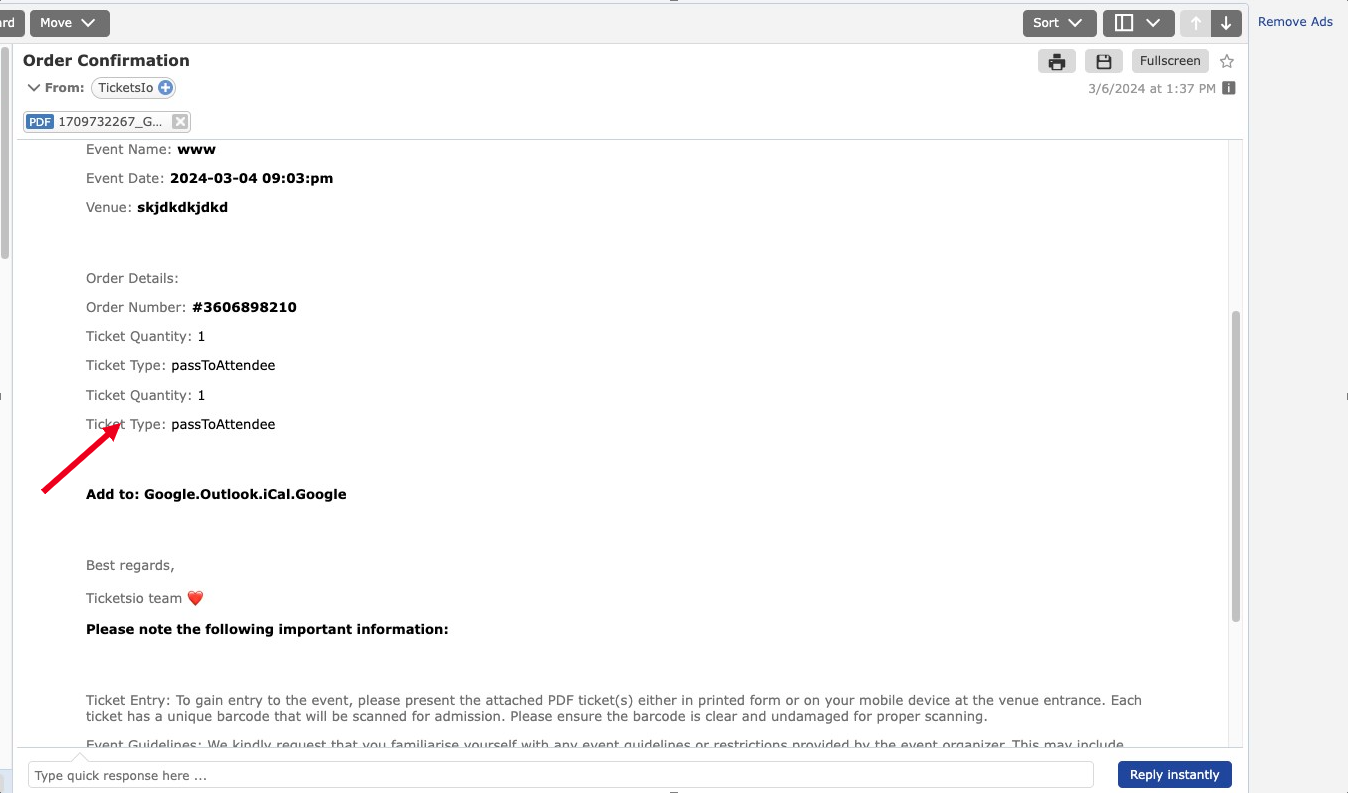 rd Move Sort Remove Ads
Order Confirmation Fullscreen
From: TicketsIo 3/6/2024 at 1:37 PM
PDF 1709732267_G...
Event Name: www
Event Date: 2024-03-04 09:03:pm
Venue: skjdkdkjdkd
Order Details:
Order Number: #3606898210
Ticket Quantity: 1
Ticket Type: passToAttendee
Ticket Quantity: 1
Ticket Type: passToAttendee
Add to: Google.Outlook.iCal.Google
Best regards,
Ticketsio team ❤️
Please note the following important information:
Ticket Entry: To gain entry to the event, please present the attached PDF ticket(s) either in printed form or on your mobile device at the venue entrance. Each
ticket has a unique barcode that will be scanned for admission. Please ensure the barcode is clear and undamaged for proper scanning.
Event Guidelines: We kindly request that you familiarise yourself with any event guidelines or restrictions provided by the event organizer. This may include
Type quick response here ... Reply instantly